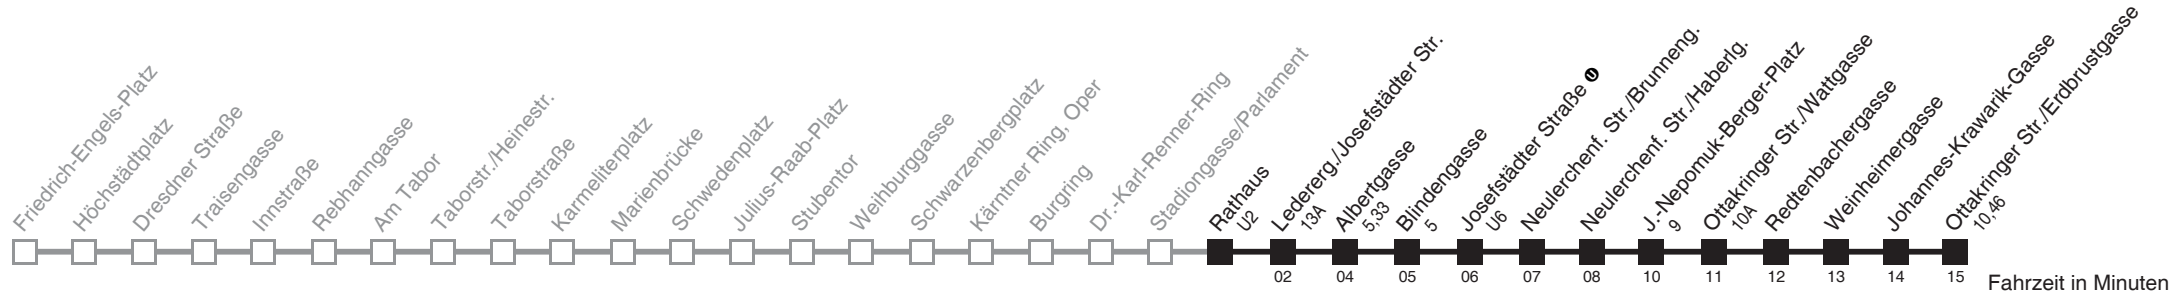 Friedrich-Engels-Platz
Höchstädtplatz
Dresdner Straße
Traisengasse
Innstraße
Rebhanngasse
Am Tabor
Taborstr./Heinestr.
Taborstraße
Karmeliterplatz
Marienbrücke
Schwedenplatz
Julius-Raab-Platz
Stubentor
Weihburggasse
Schwarzenbergplatz
Kärntner Ring, Oper
Burgring
Dr.-Karl-Renner-Ring
Stadiongasse/Parlament
Rathaus
U2
Ledererg./Josefstädter Str.
13A
Albertgasse
5,33
Blindengasse
5
Josefstädter Straße U
U6
Neulerchenf. Str./Brunneng.
Neulerchenf. Str./Haberlg.
J.-Nepomuk-Berger-Platz
9
Ottakringer Str./Wattgasse
10A
Redtenbachergasse
Weinheimergasse
Johannes-Krawarik-Gasse
Ottakringer Str./Erdbrustgasse
10,46
02 04 05 06 07 08 10 11 12 13 14 15 Fahrzeit in Minuten